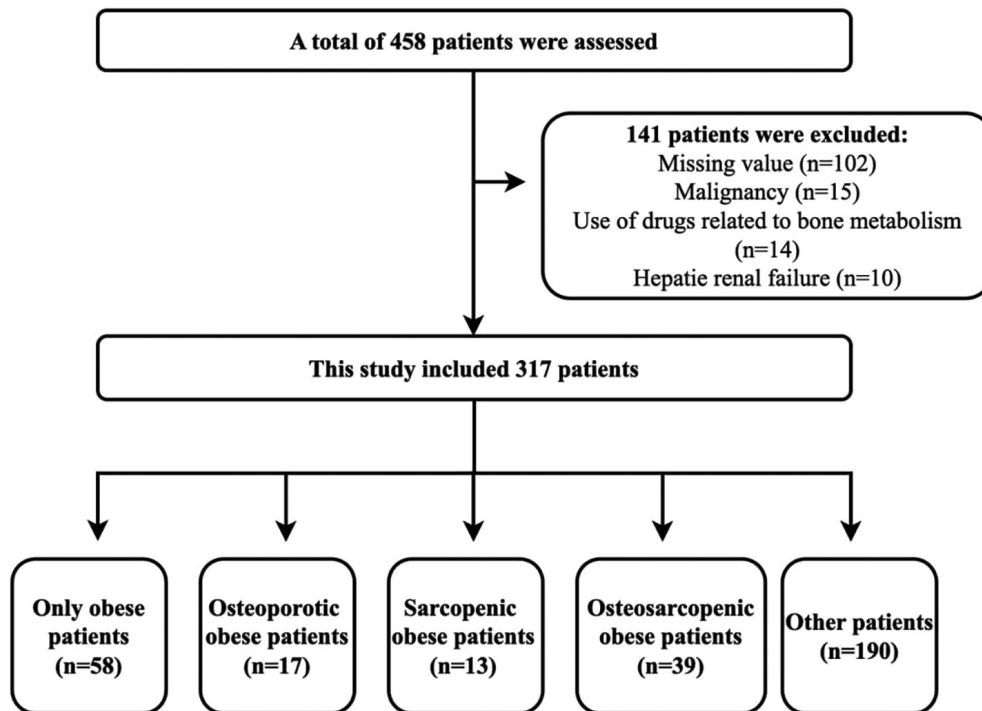 A total of 458 patients were assessed
141 patients were excluded:
Missing value (n=102)
Malignancy (n=15)
Use of drugs related to bone metabolism
(n=14)
Hepatie renal failure (n=10)
This study included 317 patients
Only obese
patients
(n=58)
Osteoporotic
obese patients
(n=17)
Sarcopenic
obese patients
(n=13)
Osteosarcopenic
obese patients
(n=39)
Other patients
(n=190)